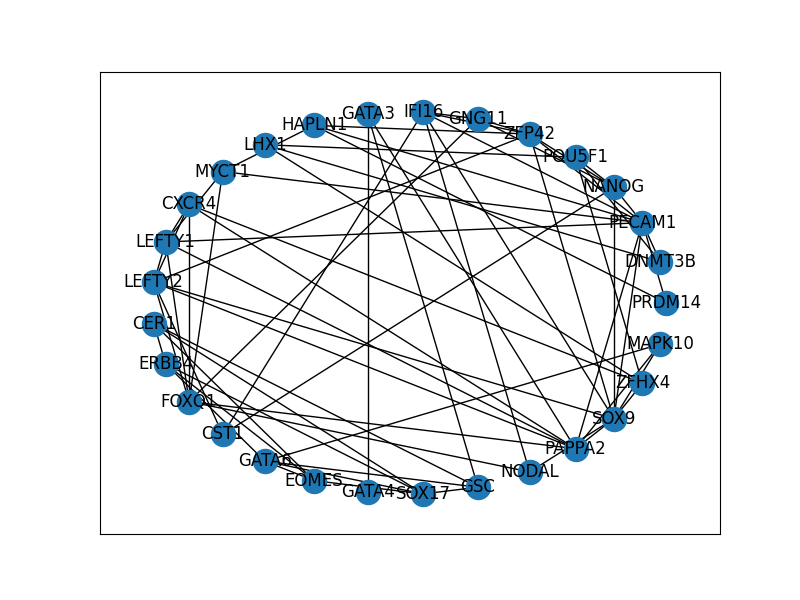 GATA3
IFI16
GNG11
HAPLN1
ZFP42
LHX1
POU5F1
MYCT1
NANOG
CXCR4
PECAM1
LEFTY1
DNMT3B
LEFTY2
PRDM14
CER1
MAPK10
ERBB4
ZFHX4
FOXQ1
SOX9
CST1
PAPPA2
GATA6
NODAL
EOMES
GSC
GATA4
SOX17